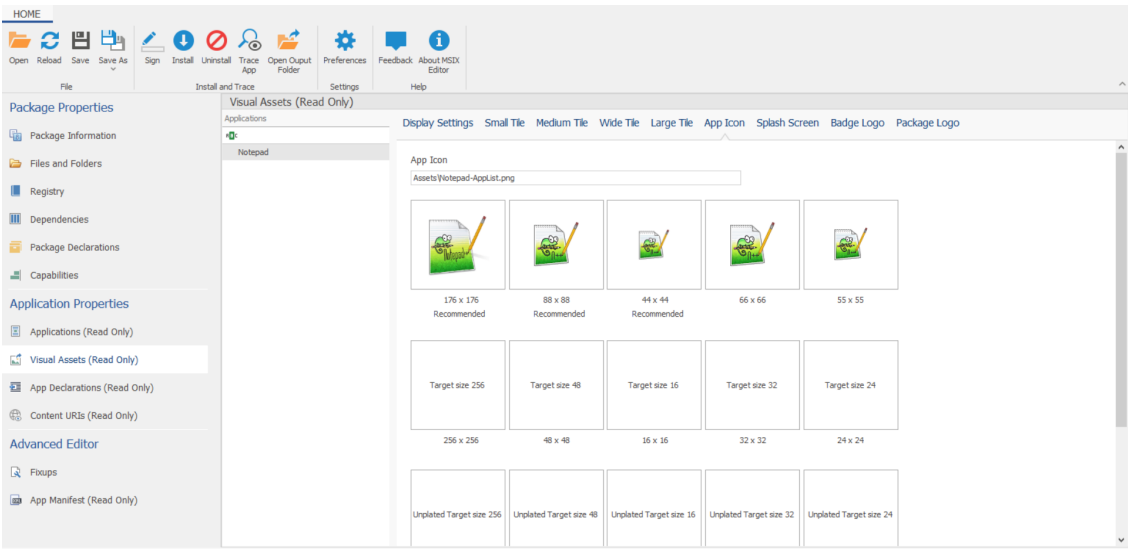 HOME
Open Reload Save Save As Sign Install Uninstall Trace App Open Ouput Folder Preferences Feedback About MSIX Editor
File Install and Trace Settings Help
Package Properties
Package Information
Files and Folders
Registry
Dependencies
Package Declarations
Capabilities
Application Properties
Applications (Read Only)
Visual Assets (Read Only)
App Declarations (Read Only)
Content URIs (Read Only)
Advanced Editor
Fixups
App Manifest (Read Only)
Visual Assets (Read Only)
Applications
Notepad
Display Settings Small Tile Medium Tile Wide Tile Large Tile App Icon Splash Screen Badge Logo Package Logo
App Icon
Assets\Notepad-AppList.png
176 x 176 88 x 88 44 x 44 66 x 66 55 x 55
Recommended Recommended Recommended
Target size 256 Target size 48 Target size 16 Target size 32 Target size 24
256 x 256 48 x 48 16 x 16 32 x 32 24 x 24
Unplated Target size 256 Unplated Target size 48 Unplated Target size 16 Unplated Target size 32 Unplated Target size 24